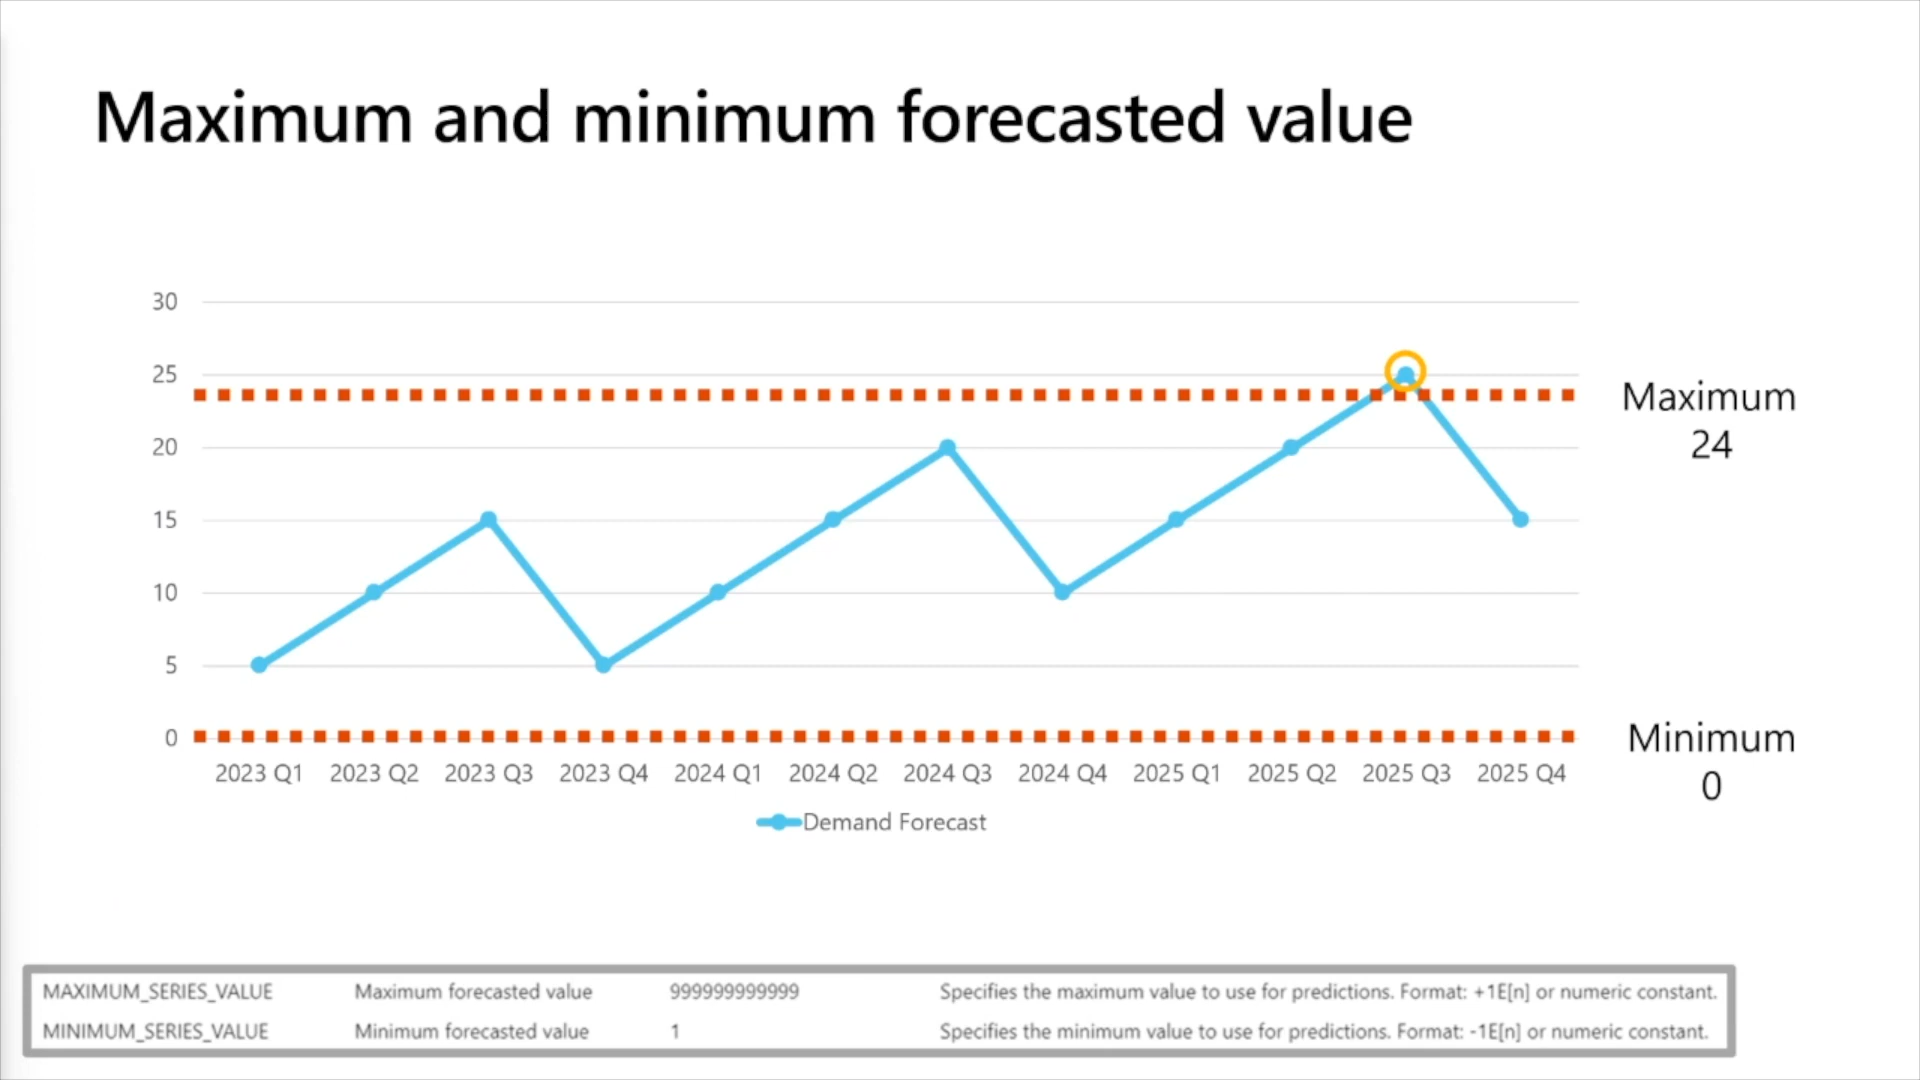 Maximum and minimum forecasted value
30
25
20
15
10
5
0
Maximum
24
Minimum
0
2023 Q1 2023 Q2 2023 Q3 2023 Q4 2024 Q1 2024 Q2 2024 Q3 2024 Q4 2025 Q1 2025 Q2 2025 Q3 2025 Q4
Demand Forecast
MAXIMUM_SERIES_VALUE Maximum forecasted value 999999999999 Specifies the maximum value to use for predictions. Format: +1E[n] or numeric constant.
MINIMUM_SERIES_VALUE Minimum forecasted value 1 Specifies the minimum value to use for predictions. Format: -1E[n] or numeric constant.